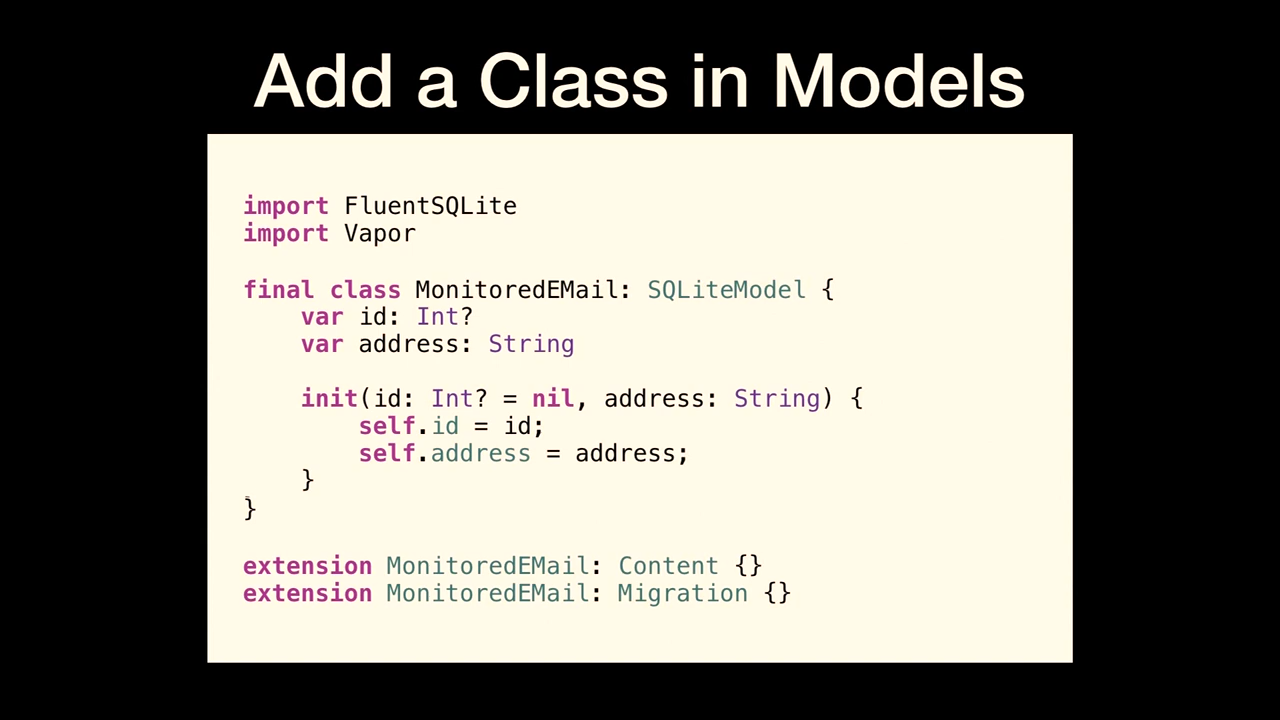 Add a Class in Models
import FluentSQLite
import Vapor
final class MonitoredEMail: SQLiteModel {
    var id: Int?
    var address: String
    init(id: Int? = nil, address: String) {
        self.id = id;
        self.address = address;
    }
}
extension MonitoredEMail: Content {}
extension MonitoredEMail: Migration {}